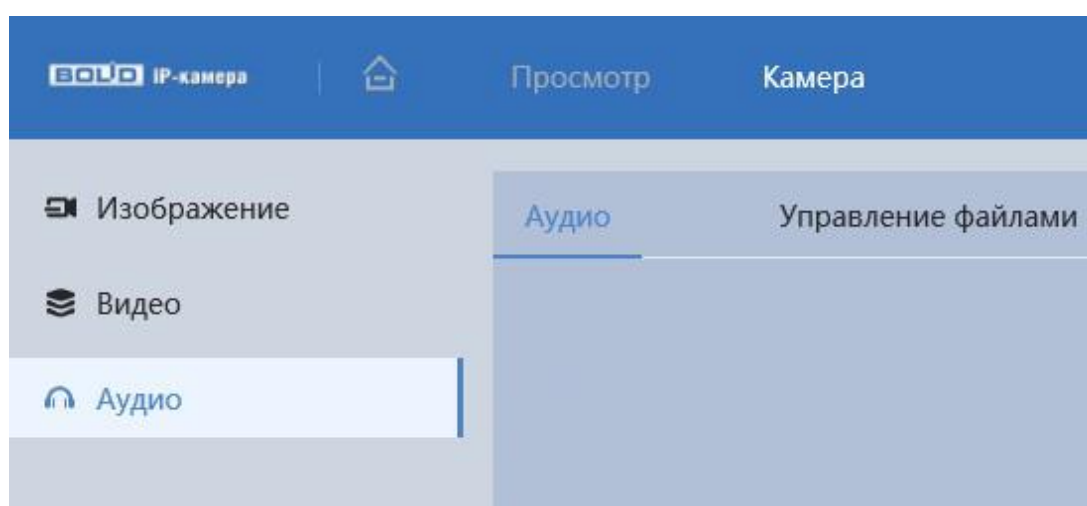 BOLID IP-камера Просмотр Камера
Изображение
Аудио Управление файлами
Видео
Аудио